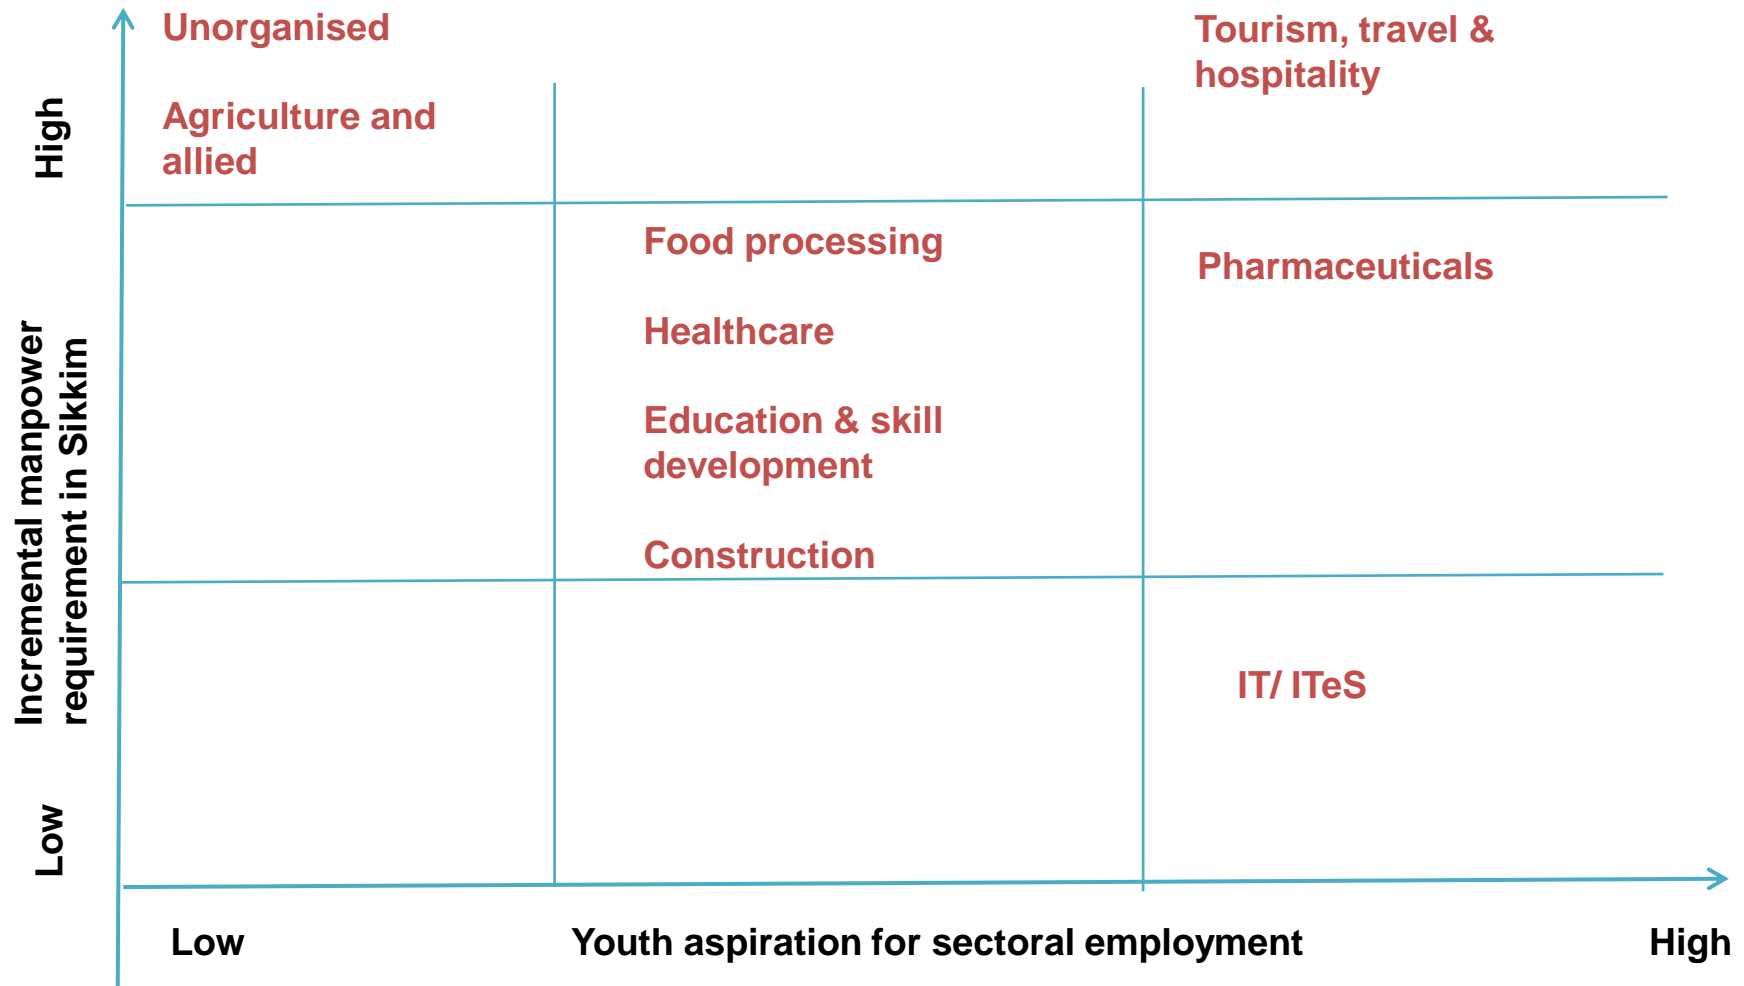 Unorganised
Tourism, travel &
hospitality
High
Agriculture and
allied
Food processing
Pharmaceuticals
Healthcare
Education & skill
development
Construction
Incremental manpower
requirement in Sikkim
IT/ ITeS
Low
Low
Youth aspiration for sectoral employment
High